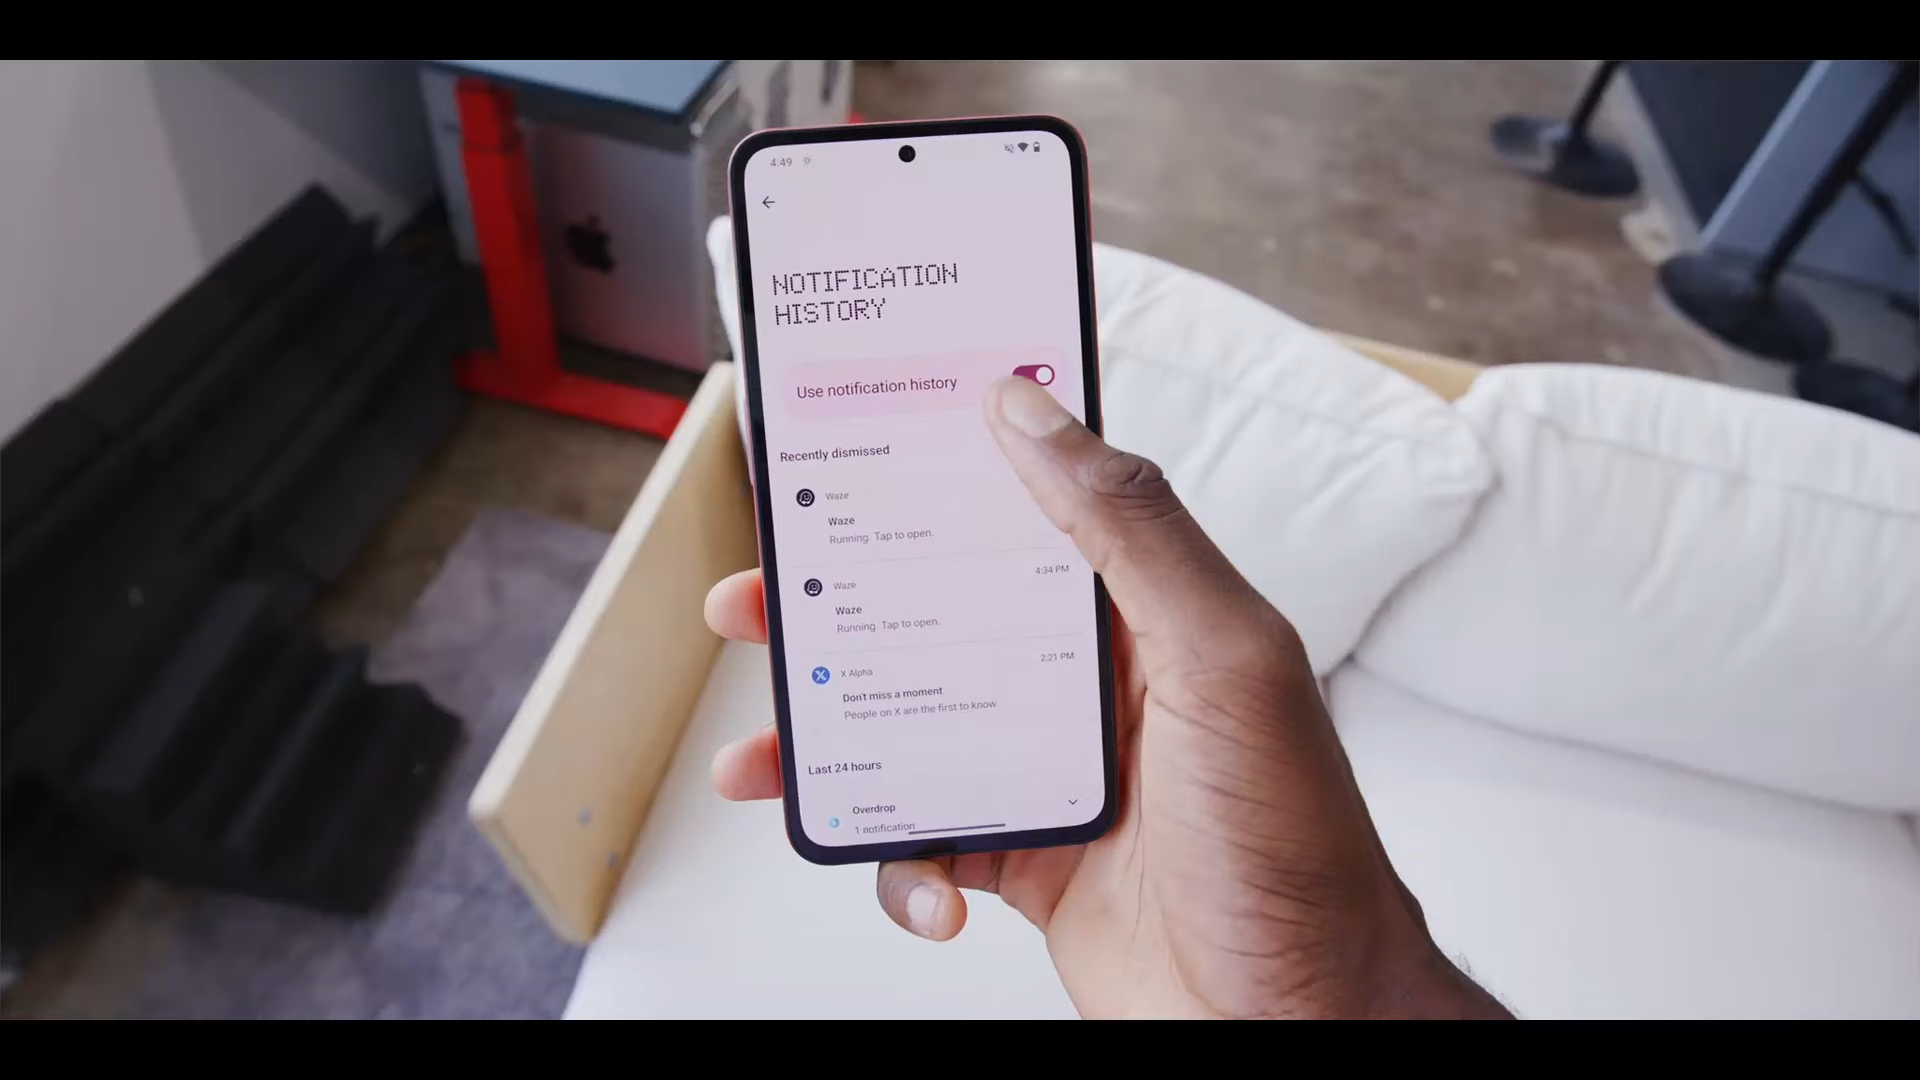 4:49
NOTIFICATION
HISTORY
Use notification history
Recently dismissed
Waze
Waze
Running. Tap to open.
Waze
4:34 PM
Waze
Running. Tap to open.
X Alpha
2:21 PM
Don't miss a moment
People on X are the first to know.
Last 24 hours
Overdrop
1 notification